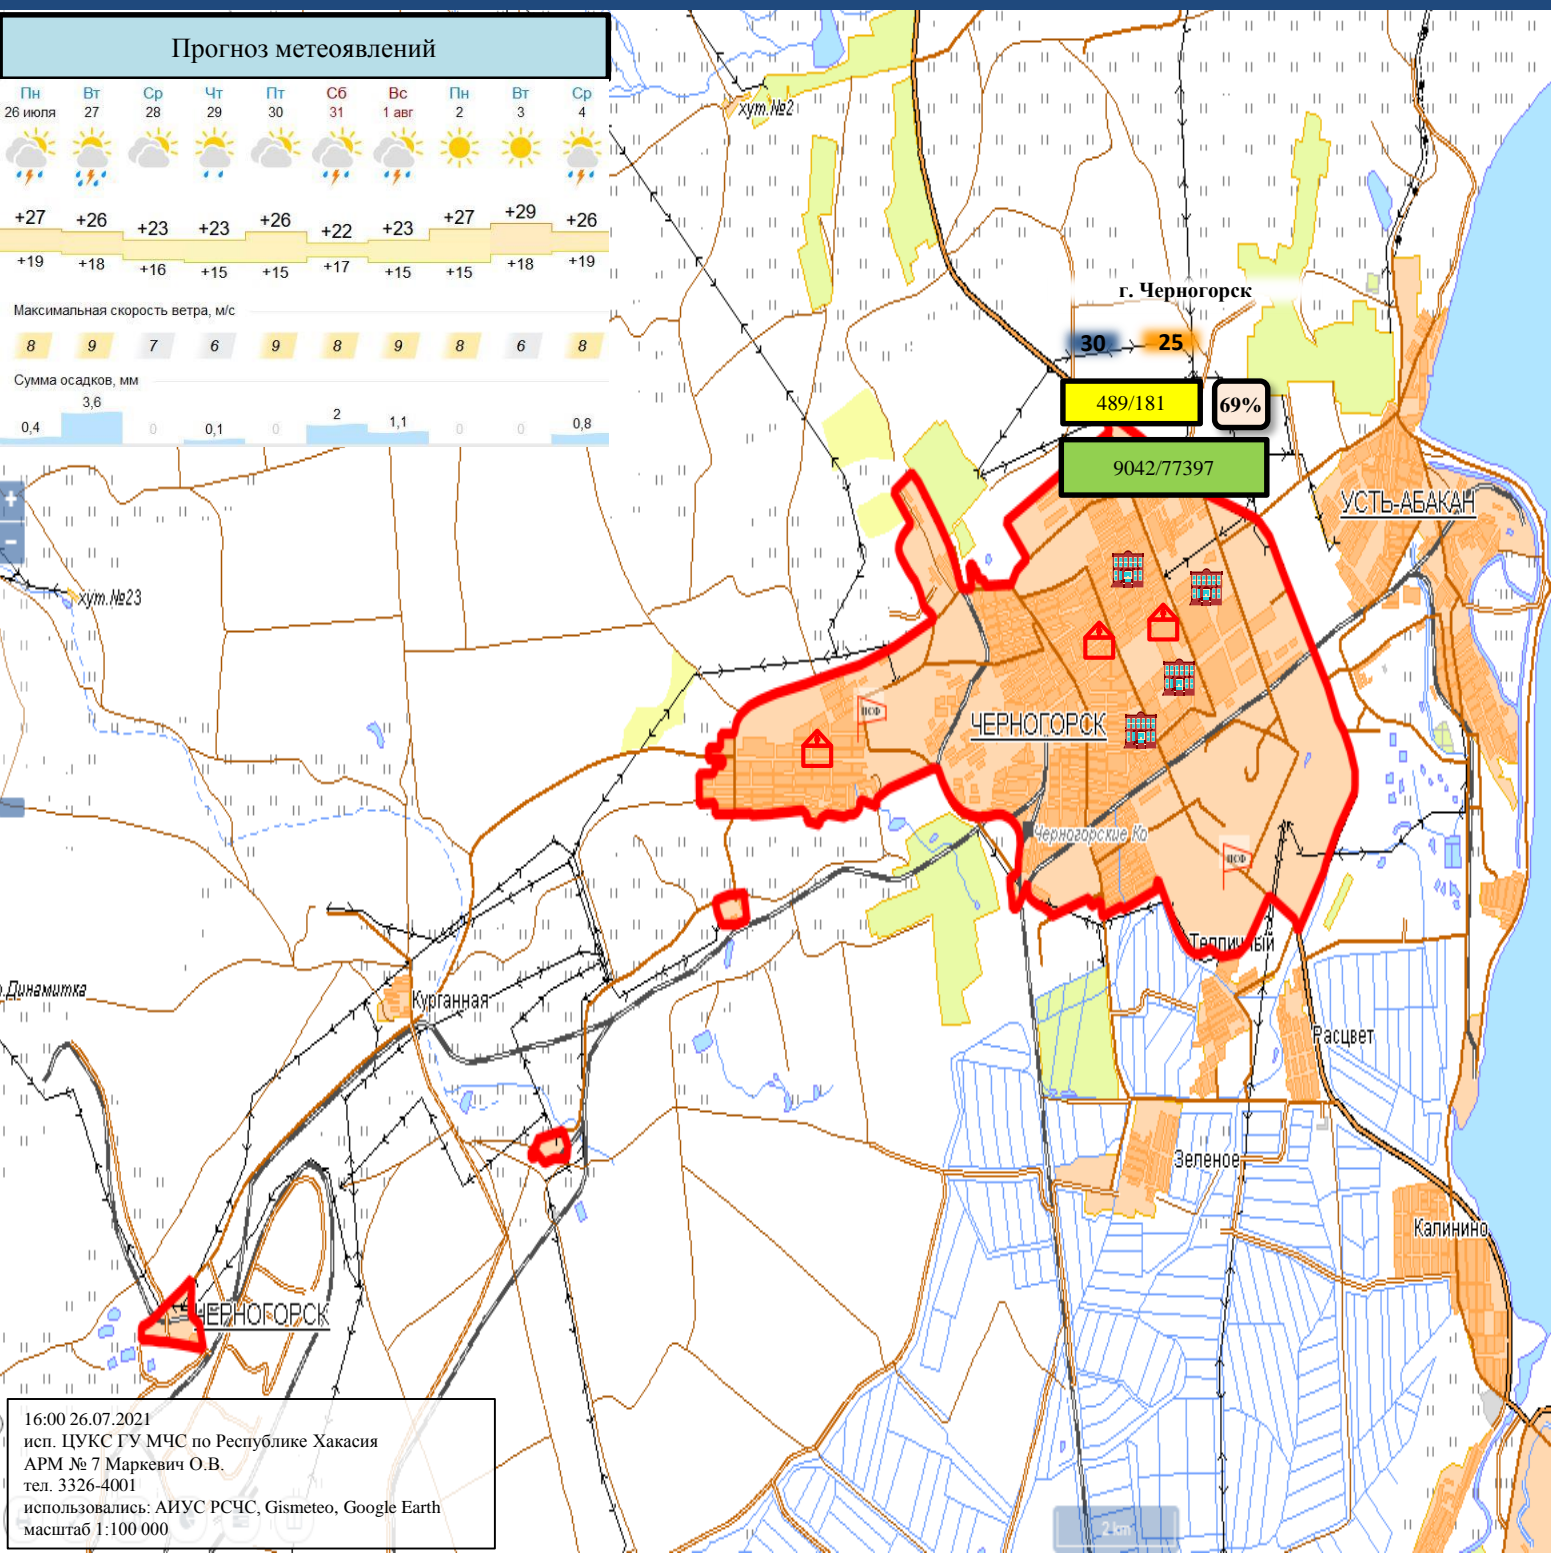 Прогноз метеоявлений
Пн Вт Ср Чт Пт Сб Вс Пн Вт Ср
26 июля 27 28 29 30 31 1 авг 2 3 4
+27 +26 +23 +23 +26 +22 +23 +27 +29 +26
+19 +18 +16 +15 +15 +17 +15 +15 +18 +19
Максимальная скорость ветра, м/с
8 9 7 6 9 8 9 8 6 8
Сумма осадков, мм
0,4 3,6 0 0,1 0 2 1,1 0 0 0,8
хут.№2
г. Черногорск
30 25
489/181 69%
9042/77397
УСТЬ-АБАКАН
хут.№23
ПСФ
ЧЕРНОГОРСК
Черногорские Ко
ПСФ
Тепличный
Динамитка
Курганная
Расцвет
Зеленое
Калинино
ЧЕРНОГОРСК
16:00 26.07.2021
исп. ЦУКС ГУ МЧС по Республике Хакасия
АРМ № 7 Маркевич О.В.
тел. 3326-4001
использовались: АИУС РСЧС, Gismeteo, Google Earth
масштаб 1:100 000
2 km